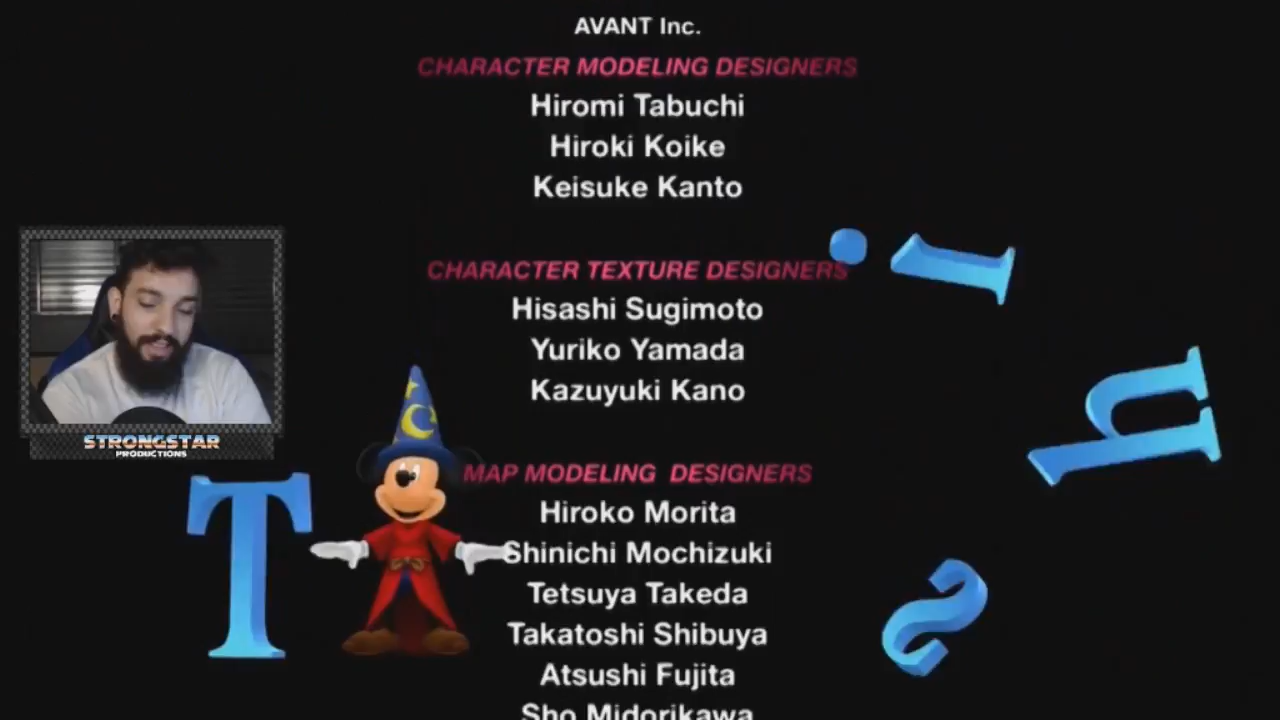 AVANT Inc.
CHARACTER MODELING DESIGNERS
Hiromi Tabuchi
Hiroki Koike
Keisuke Kanto
CHARACTER TEXTURE DESIGNERS
Hisashi Sugimoto
Yuriko Yamada
Kazuyuki Kano
STRONGSTAR
PRODUCTIONS
MAP MODELING DESIGNERS
Hiroko Morita
Shinichi Mochizuki
Tetsuya Takeda
Takatoshi Shibuya
Atsushi Fujita
Sho Midorikawa
T
i
h
s